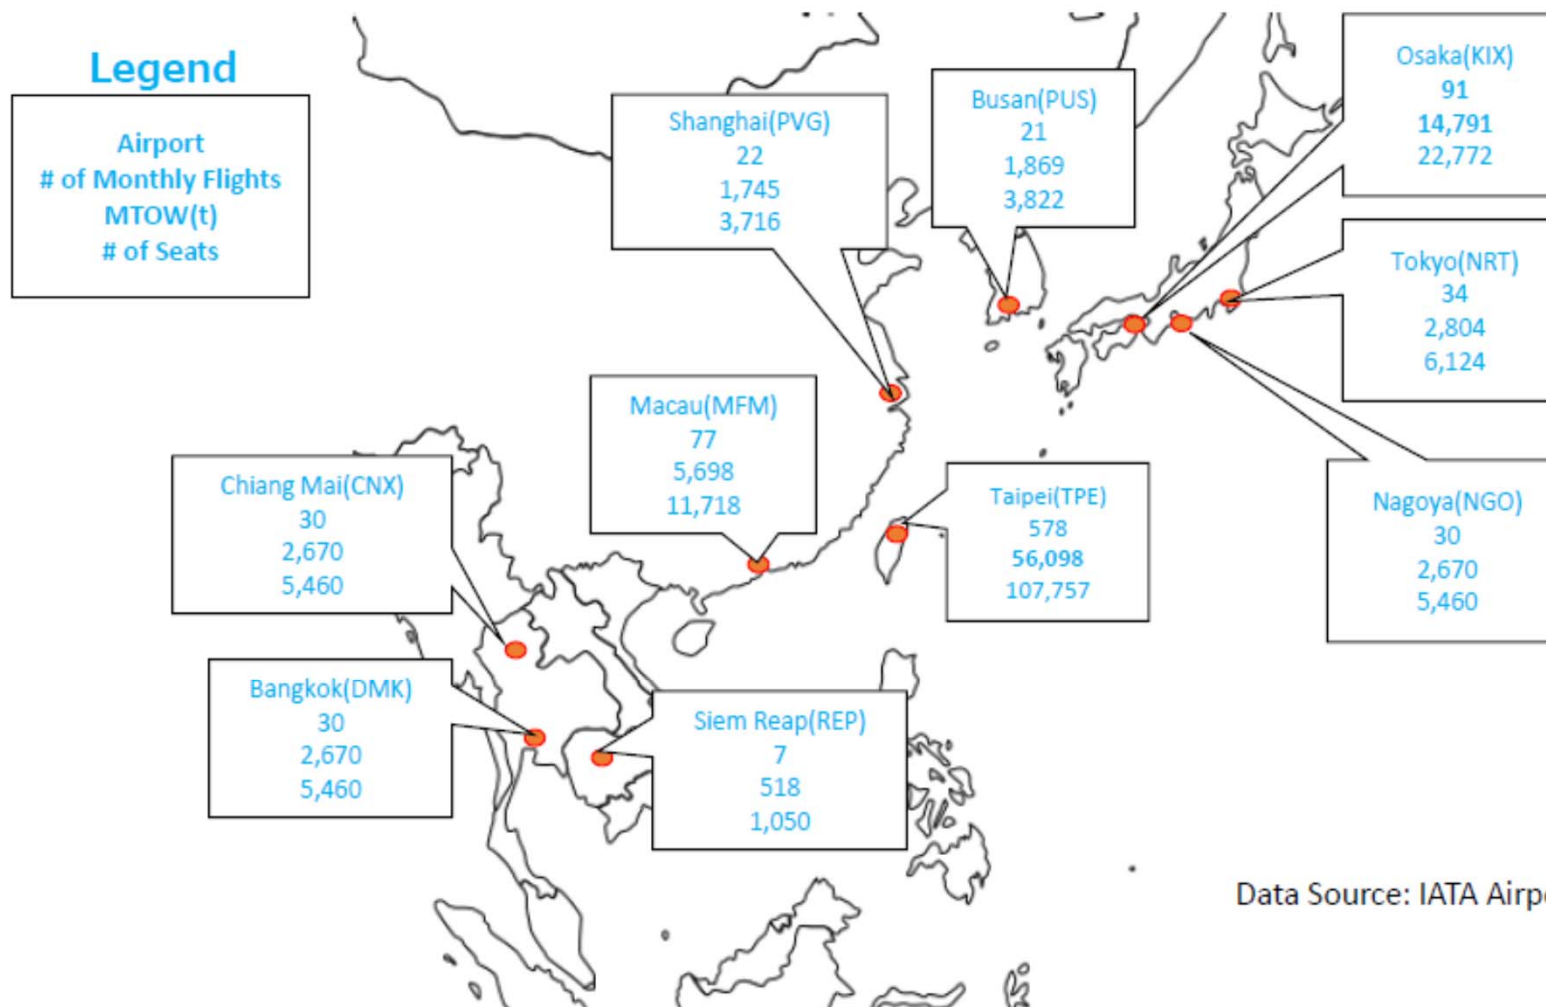 Legend
Airport
# of Monthly Flights
MTOW(t)
# of Seats
Shanghai(PVG)
22
1,745
3,716
Busan(PUS)
21
1,869
3,822
Osaka(KIX)
91
14,791
22,772
Tokyo(NRT)
34
2,804
6,124
Macau(MFM)
77
5,698
11,718
Chiang Mai(CNX)
30
2,670
5,460
Taipei(TPE)
578
56,098
107,757
Nagoya(NGO)
30
2,670
5,460
Bangkok(DMK)
30
2,670
5,460
Siem Reap(REP)
7
518
1,050
Data Source: IATA